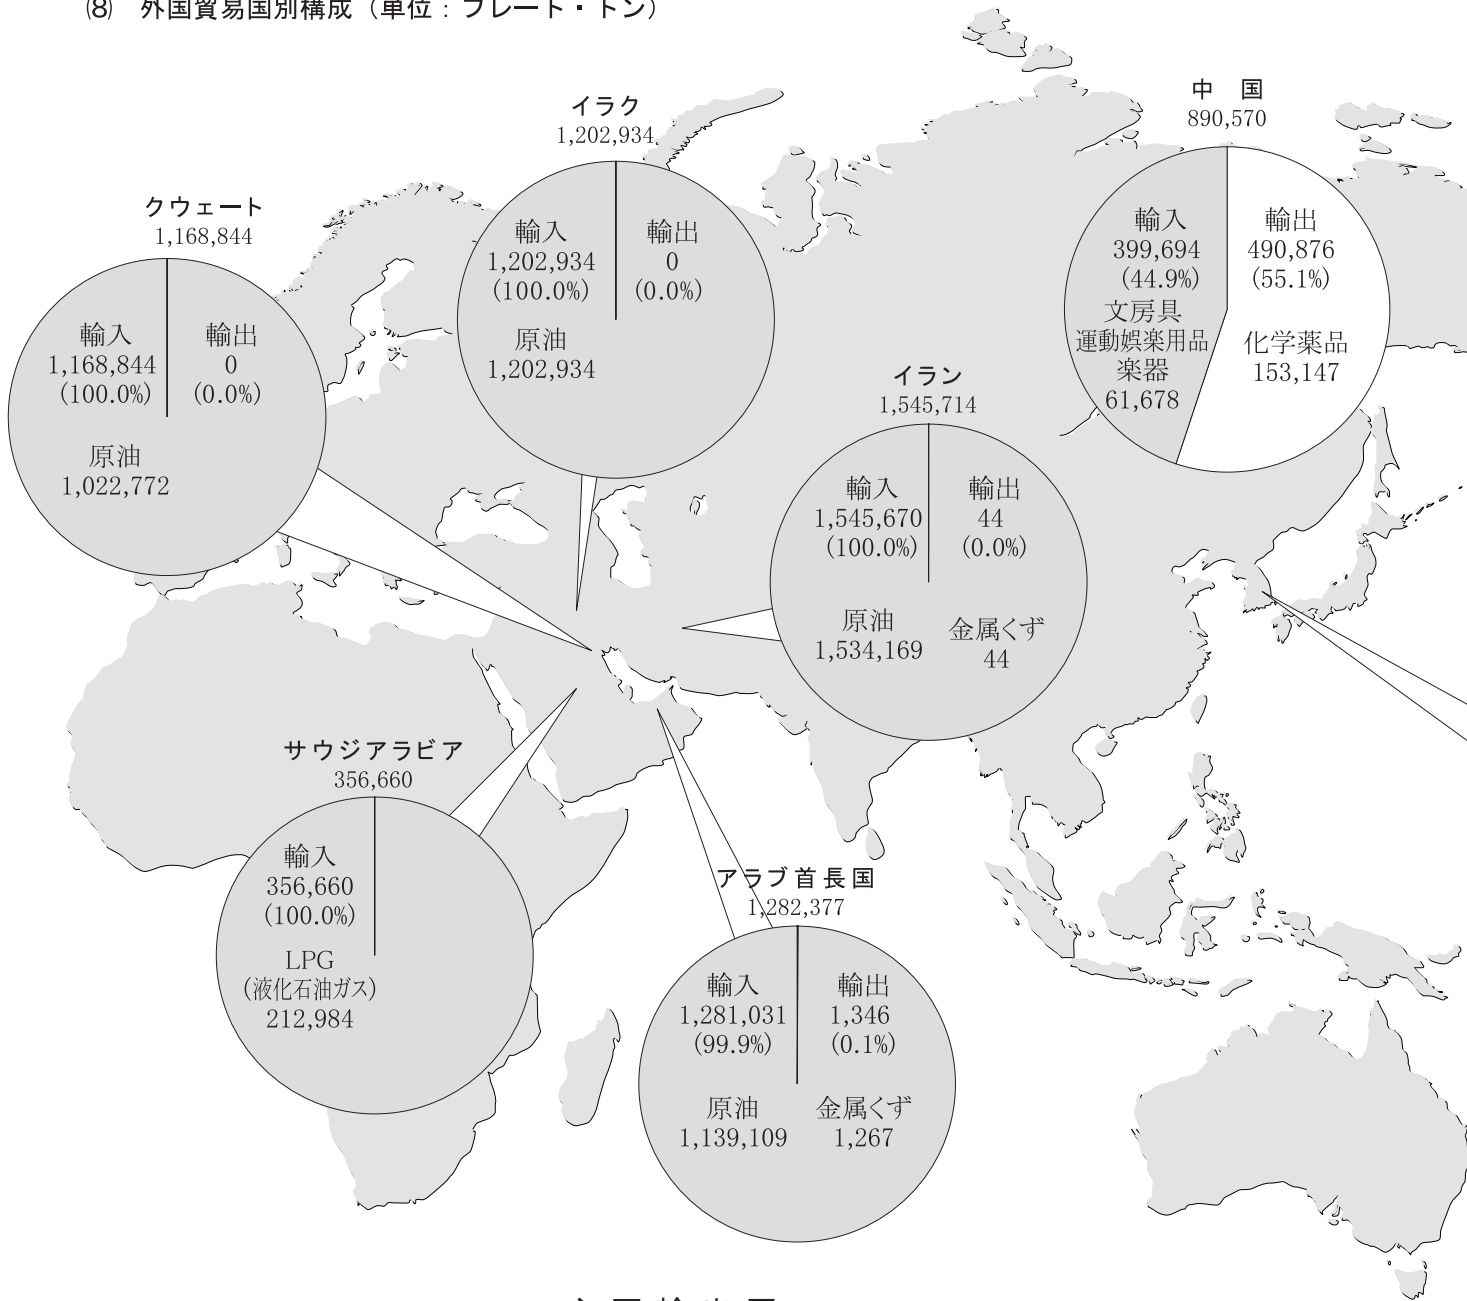 ⑻ 外国貿易国別構成（単位：フレート・トン）
イラク
1,202,934
輸入
1,202,934
(100.0%)
輸出
0
(0.0%)
原油
1,202,934
中 国
890,570
輸入
399,694
(44.9%)
文房具
運動娯楽用品
楽器
61,678
輸出
490,876
(55.1%)
化学薬品
153,147
クウェート
1,168,844
輸入
1,168,844
(100.0%)
輸出
0
(0.0%)
原油
1,022,772
イラン
1,545,714
輸入
1,545,670
(100.0%)
輸出
44
(0.0%)
原油
1,534,169
金属くず
44
サウジアラビア
356,660
輸入
356,660
(100.0%)
LPG
(液化石油ガス)
212,984
アラブ首長国
1,282,377
輸入
1,281,031
(99.9%)
輸出
1,346
(0.1%)
原油
1,139,109
金属くず
1,267